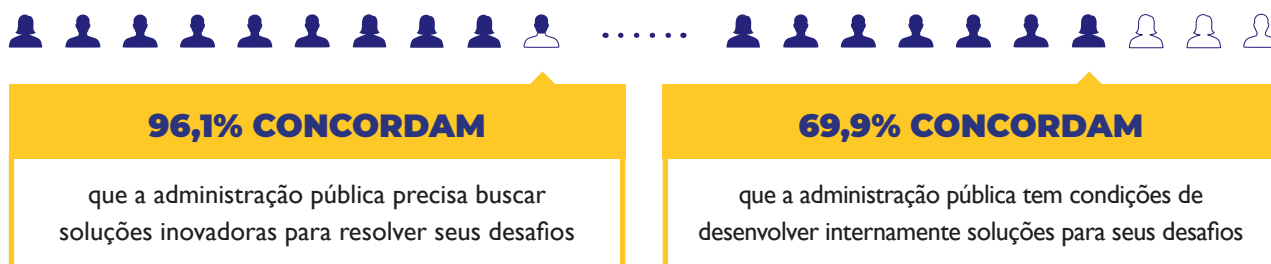 96,1% CONCORDAM
que a administração pública precisa buscar
soluções inovadoras para resolver seus desafios
69,9% CONCORDAM
que a administração pública tem condições de
desenvolver internamente soluções para seus desafios